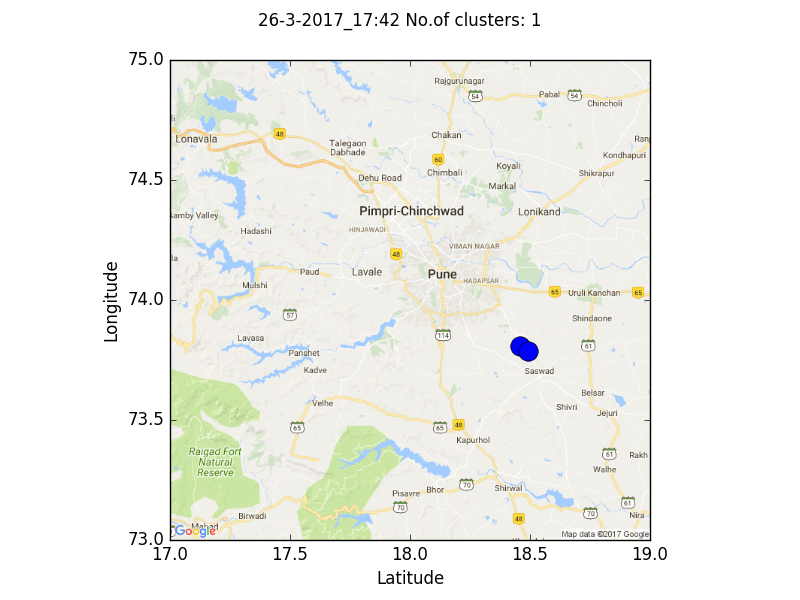 26-3-2017_17:42 No.of clusters: 1
75.0
Rajgurunagar
54
Pabal
54
Chincholi
48
Lonavala
Talegaon
Dabhade
Chakan
60
Chimbali
Koyali
Kondhapuri
Shikrapur
Dehu Road
Markal
74.5
Pimpri-Chinchwad
Lonikand
HINJAWADI
Hadashi
VIMAN NAGAR
48
Paud
Lavale
Pune
HADAPSAR
Mulshi
65
Uruli Kanchan
65
74.0
57
Shindaone
114
61
Lavasa
Panshet
Kadve
Saswad
Longitude
Velhe
Belsar
Shivri
Jejuri
73.5
65
65
48
Kapurhol
Raigad Fort
Natural
Reserve
61
Rakh
Walhe
70
Shirwal
Pisavre
Bhor
70
61
Birwadi
48
70
Nira
Google
Map data ©2017 Google
73.0
17.0
17.5
18.0
18.5
19.0
Latitude